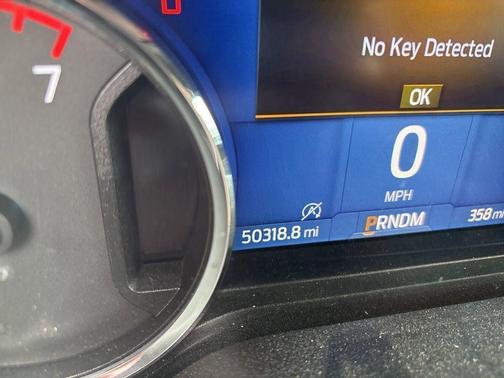 No Key Detected
OK
7
0
MPH
50318.8 mi
PRNDM
358 mi